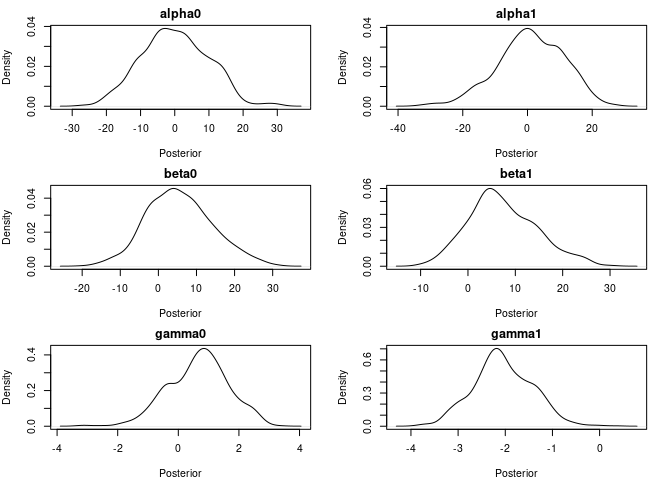 alpha0
Density
0.00 0.02 0.04
-30 -20 -10 0 10 20 30
Posterior
alpha1
Density
0.00 0.02 0.04
-40 -20 0 20
Posterior
beta0
Density
0.00 0.02 0.04
-20 -10 0 10 20 30
Posterior
beta1
Density
0.00 0.03 0.06
-10 0 10 20 30
Posterior
gamma0
Density
0.0 0.2 0.4
-4 -2 0 2 4
Posterior
gamma1
Density
0.0 0.3 0.6
-4 -3 -2 -1 0
Posterior